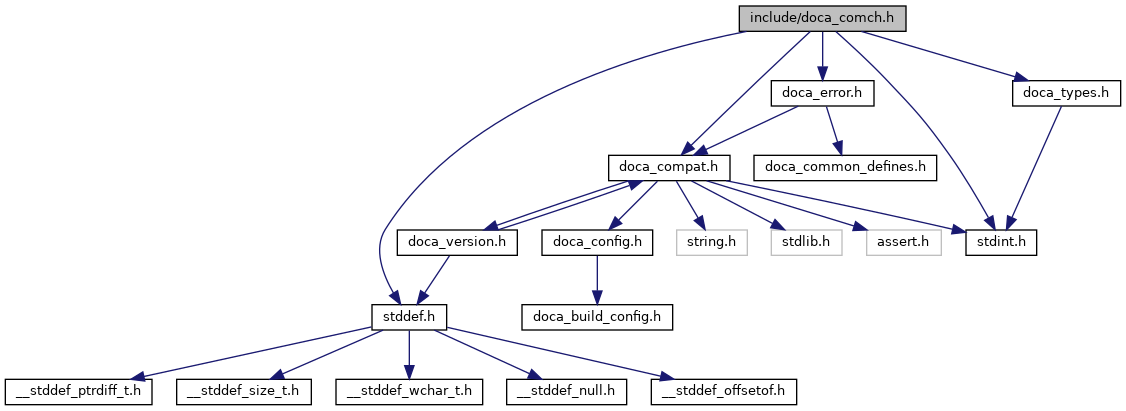 include/doca_comch.h
doca_error.h
doca_types.h
doca_compat.h
doca_common_defines.h
doca_version.h
doca_config.h
string.h
stdlib.h
assert.h
stdint.h
stddef.h
doca_build_config.h
__stddef_ptrdiff_t.h
__stddef_size_t.h
__stddef_wchar_t.h
__stddef_null.h
__stddef_offsetof.h